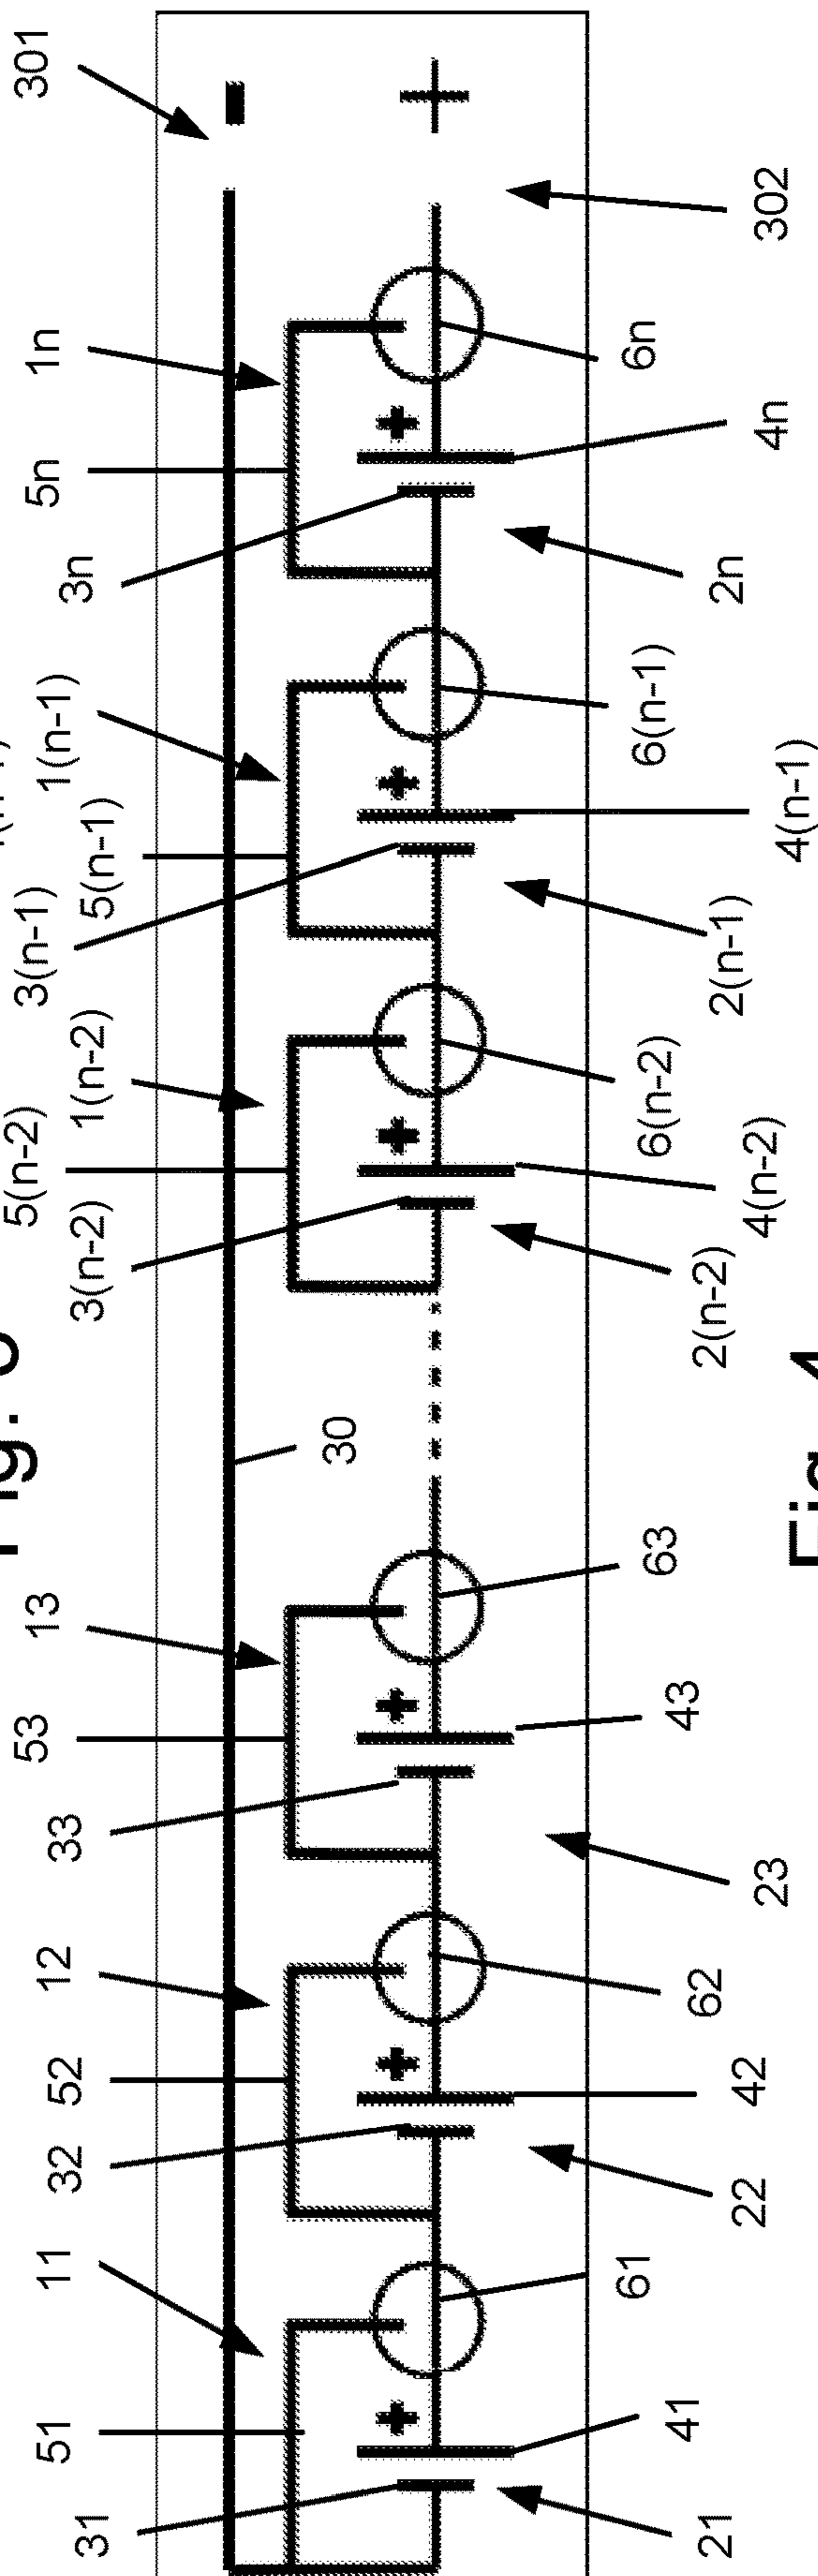 301
-
+
302
1n
5n
3n
6n
4n
2n
1(n-1)
5(n-1)
3(n-1)
+
6(n-1)
4(n-1)
2(n-1)
+
1(n-2)
5(n-2)
3(n-2)
+
6(n-2)
4(n-2)
2(n-2)
30
13
53
33
+
63
43
23
12
52
32
+
62
42
22
11
51
31
+
61
41
21
+
Fig.